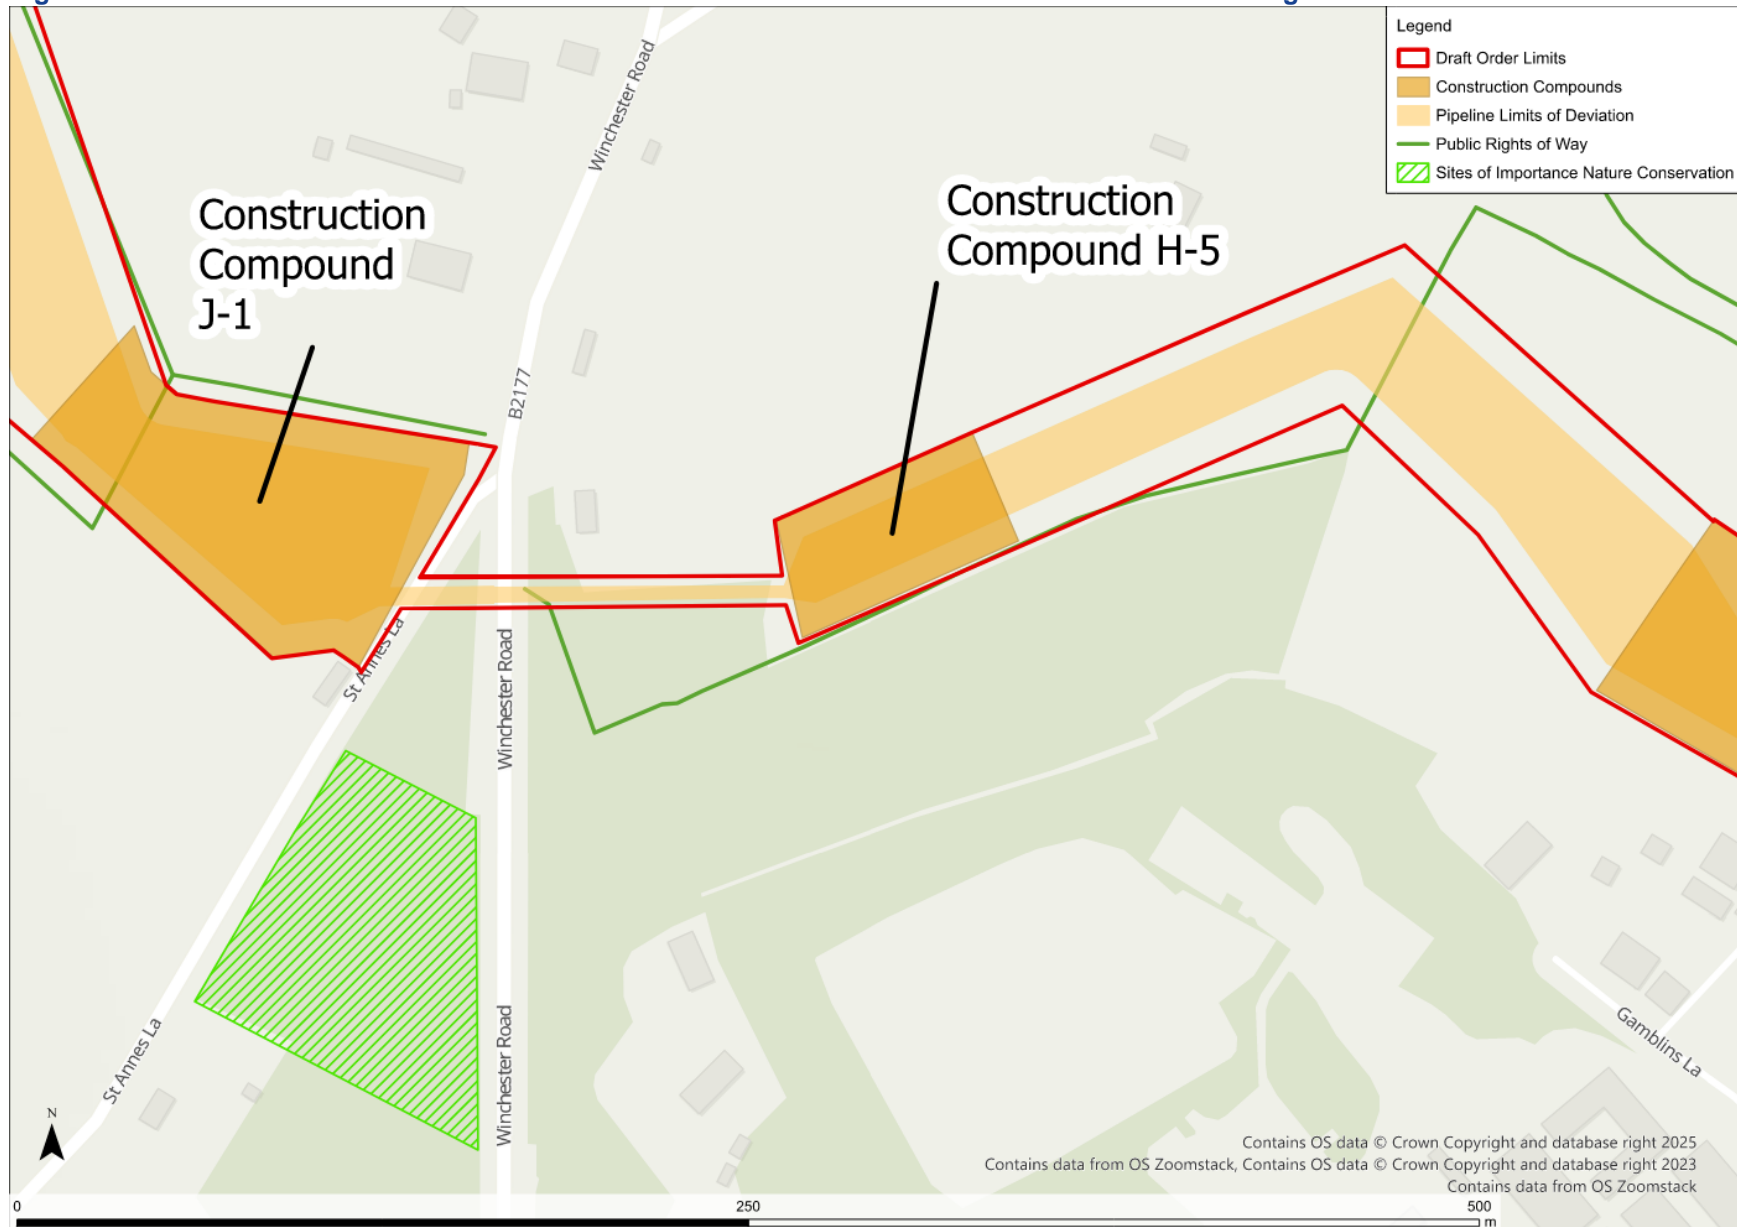 Legend
Draft Order Limits
Construction Compounds
Pipeline Limits of Deviation
Public Rights of Way
Sites of Importance Nature Conservation
Winchester Road
Construction
Compound
J-1
Construction
Compound H-5
B2177
St Annes La
Winchester Road
St Annes La
Winchester Road
Gamblins La
N
Contains OS data © Crown Copyright and database right 2025
Contains data from OS Zoomstack, Contains OS data © Crown Copyright and database right 2023
Contains data from OS Zoomstack
0 250 500
m